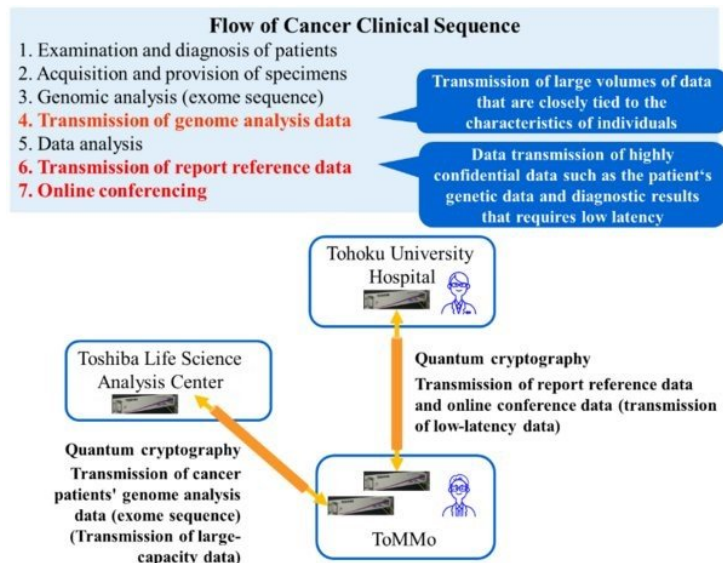 Flow of Cancer Clinical Sequence
1. Examination and diagnosis of patients
2. Acquisition and provision of specimens
3. Genomic analysis (exome sequence)
4. Transmission of genome analysis data
5. Data analysis
6. Transmission of report reference data
7. Online conferencing
Transmission of large volumes of data
that are closely tied to the
characteristics of individuals
Data transmission of highly
confidential data such as the patient's
genetic data and diagnostic results
that requires low latency
Tohoku University
Hospital
Toshiba Life Science
Analysis Center
Quantum cryptography
Transmission of report reference data
and online conference data (transmission
of low-latency data)
Quantum cryptography
Transmission of cancer
patients' genome analysis
data (exome sequence)
(Transmission of large-
capacity data)
ToMMo